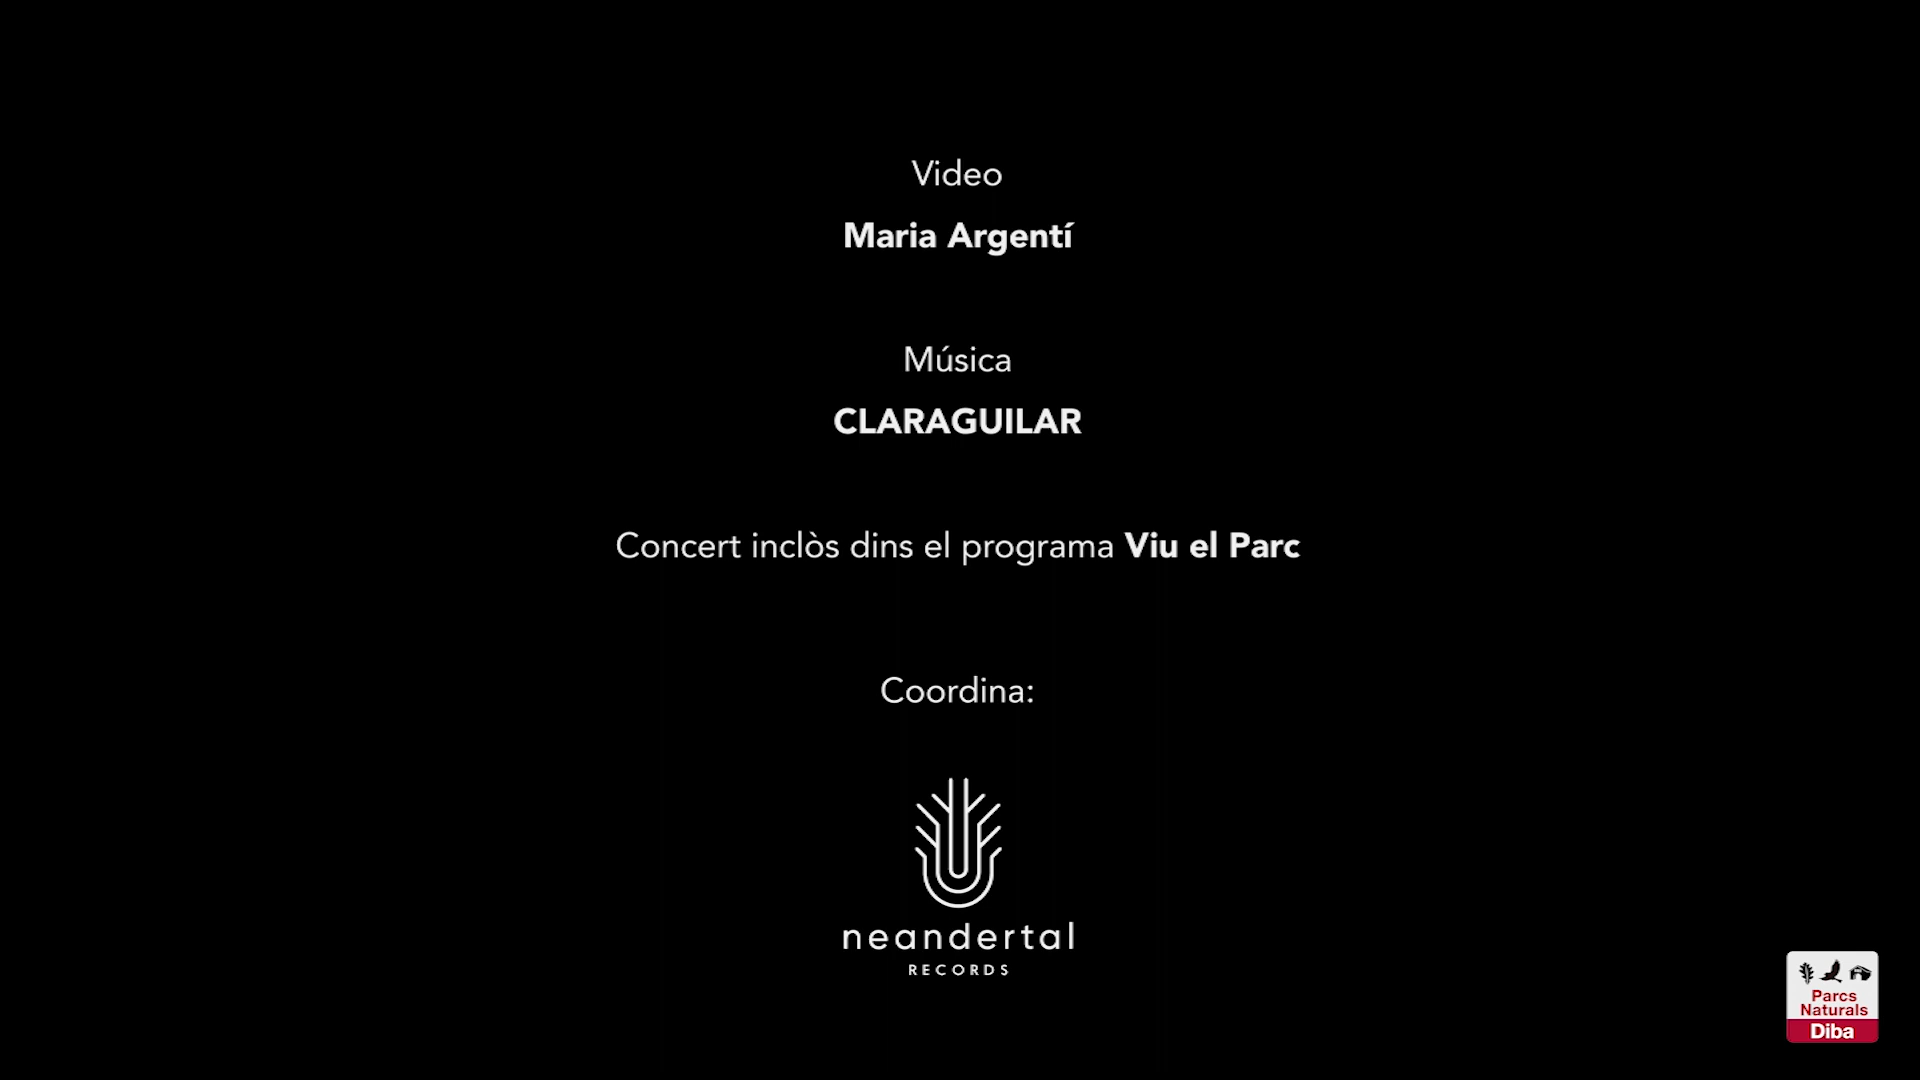 Video
Maria Argentí
Música
CLARAGUILAR
Concert inclòs dins el programa Viu el Parc
Coordina:
neandertal
RECORDS
Parcs
Naturals
Diba